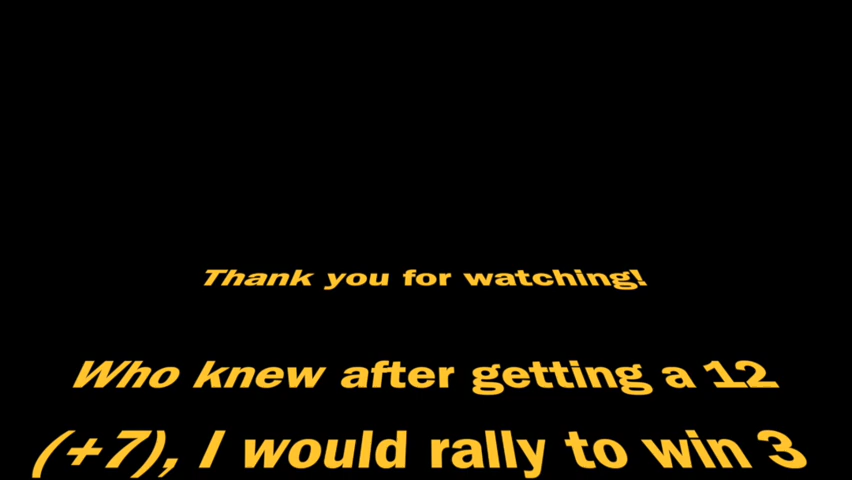 Thank you for watching!
Who knew after getting a 12
(+7), I would rally to win 3